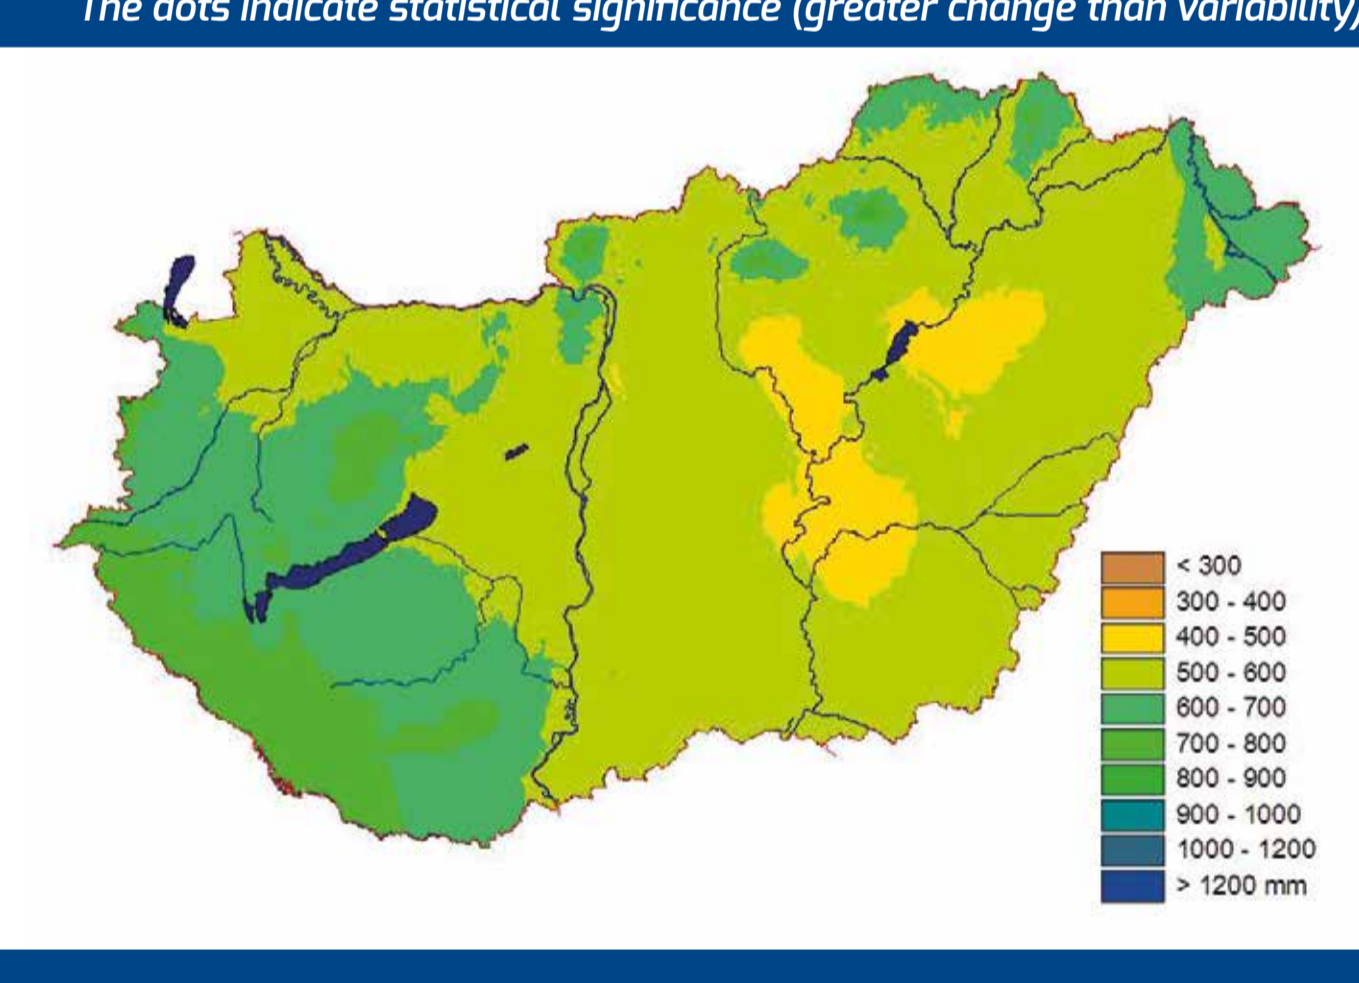 The dots indicate statistical significance (greater change than variability)
< 300
300 - 400
400 - 500
500 - 600
600 - 700
700 - 800
800 - 900
900 - 1000
1000 - 1200
> 1200 mm